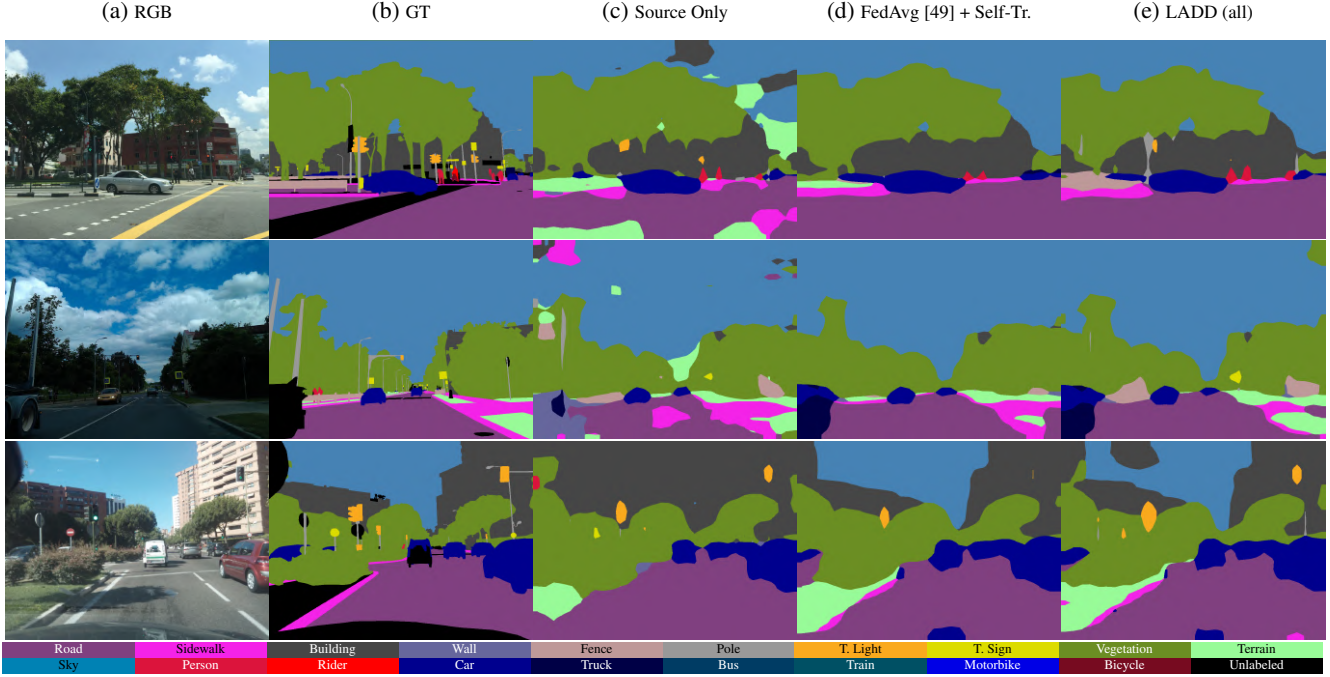 (a) RGB (b) GT (c) Source Only (d) FedAvg [49] + Self-Tr. (e) LADD (all)
Road Sidewalk Building Wall Fence Pole T. Light T. Sign Vegetation Terrain
Sky Person Rider Car Truck Bus Train Motorbike Bicycle Unlabeled